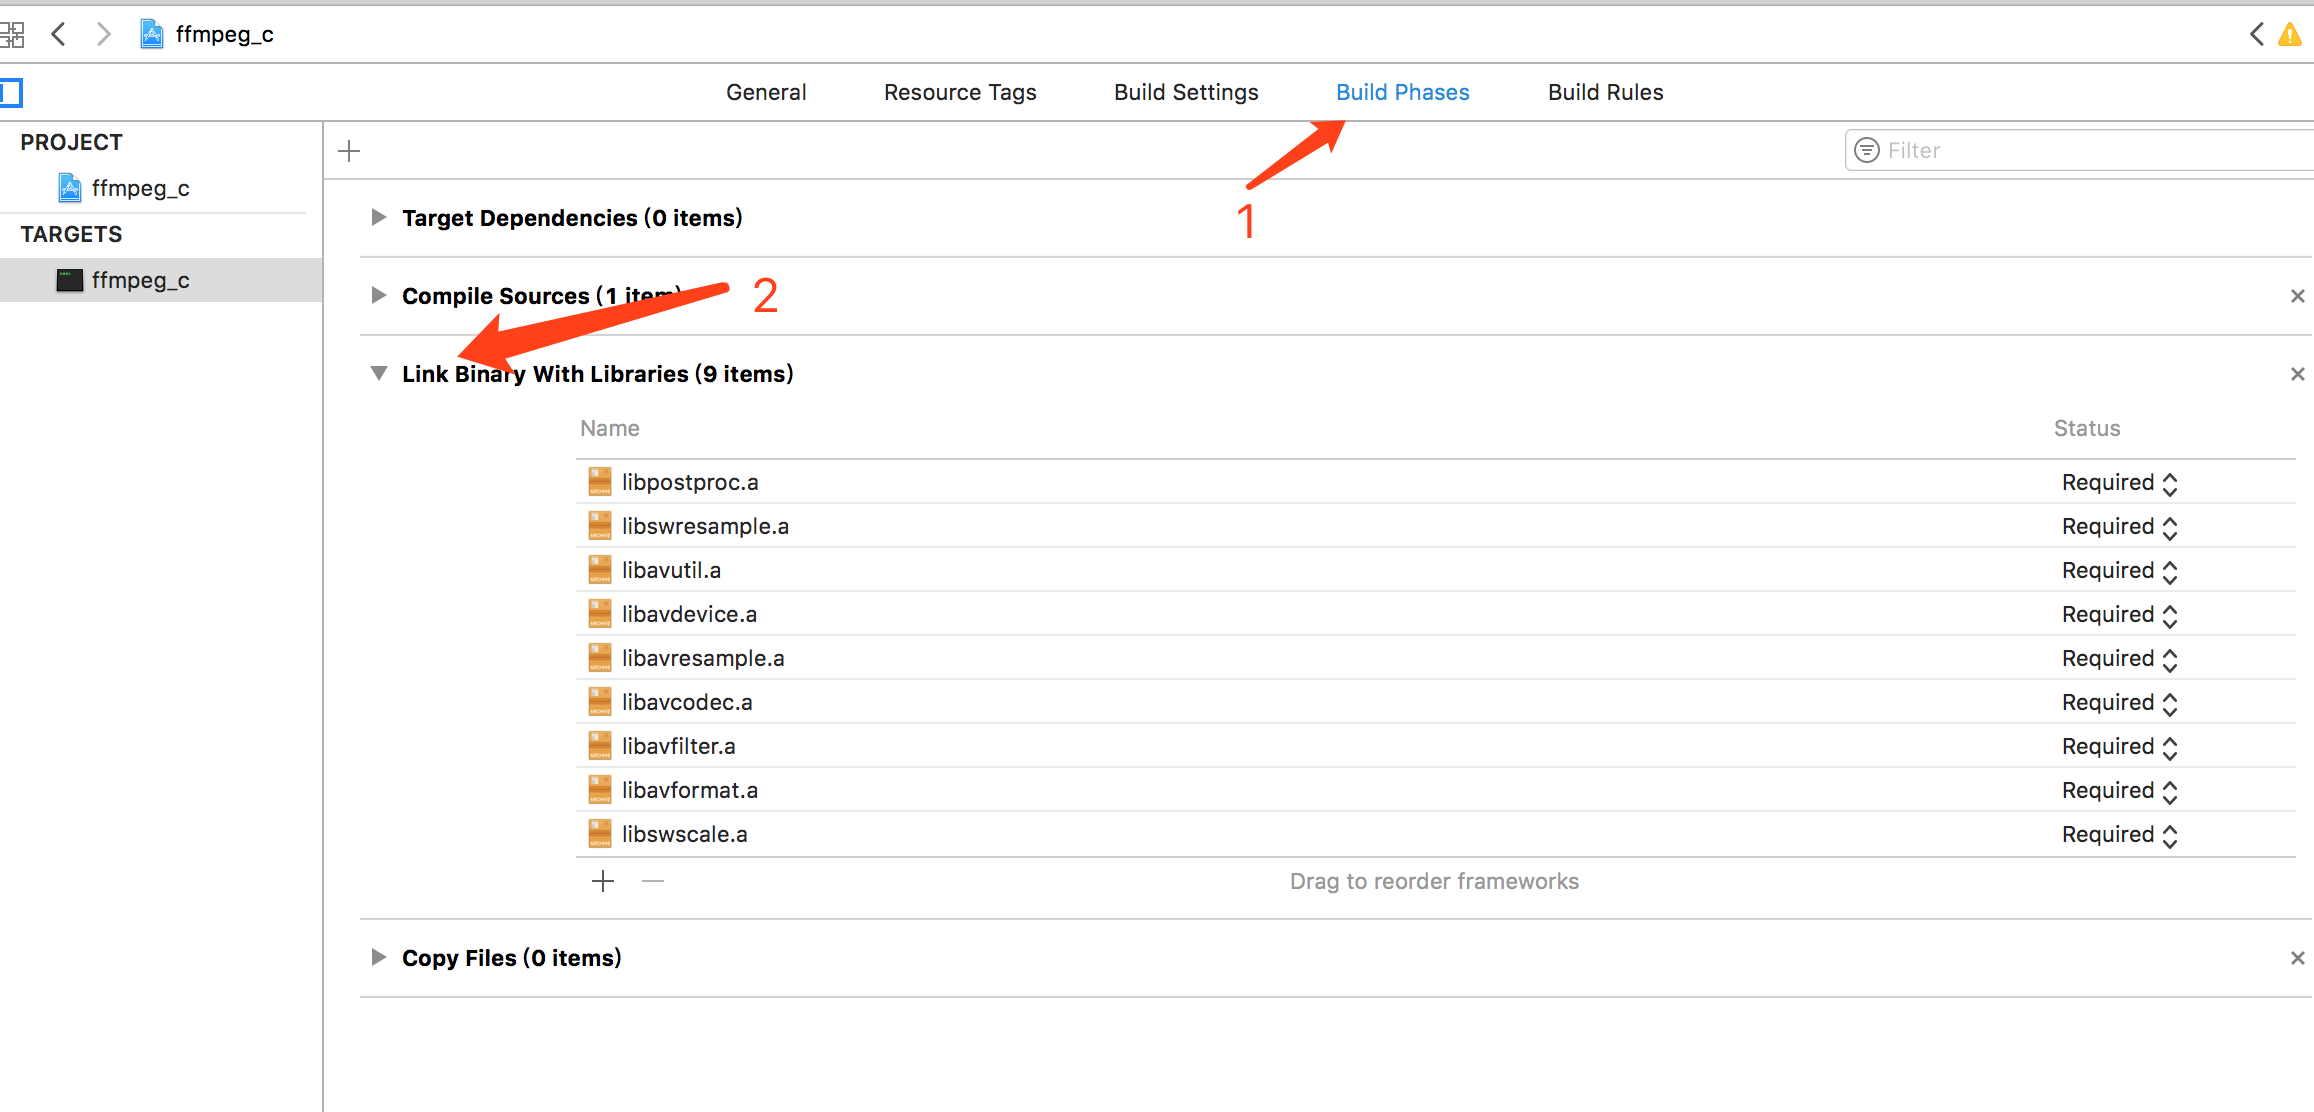 ffmpeg_c
General Resource Tags Build Settings Build Phases Build Rules
PROJECT
Filter
ffmpeg_c
1
Target Dependencies (0 items)
TARGETS
ffmpeg_c
Compile Sources (1 item)
2
Link Binary With Libraries (9 items)
Name Status
libpostproc.a Required
libswresample.a Required
libavutil.a Required
libavdevice.a Required
libavresample.a Required
libavcodec.a Required
libavfilter.a Required
libavformat.a Required
libswscale.a Required
Drag to reorder frameworks
Copy Files (0 items)